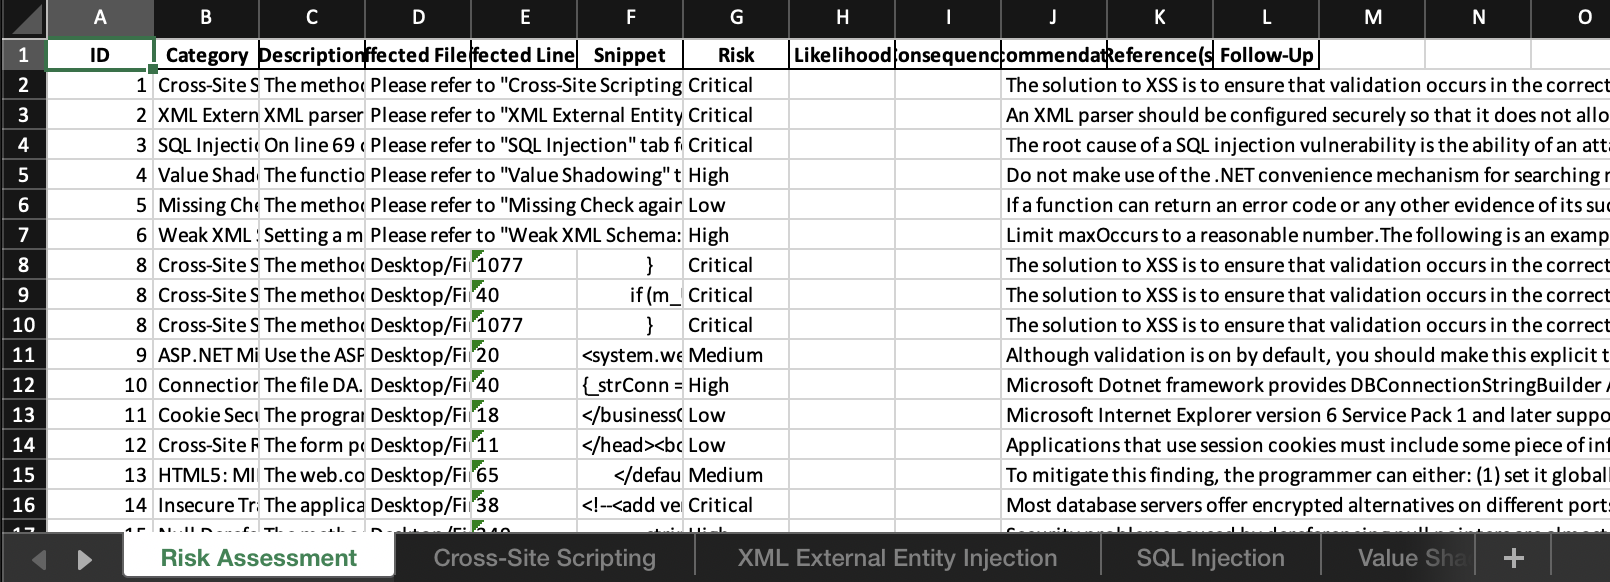 A B C D E F G H I J K L M N O
1 ID Category Description ffected File fected Line Snippet Risk Likelihood onsequenc commendat Reference(s Follow-Up
2 1 Cross-Site S The method Please refer to "Cross-Site Scripting Critical The solution to XSS is to ensure that validation occurs in the correct
3 2 XML Extern XML parser Please refer to "XML External Entity Critical An XML parser should be configured securely so that it does not allo
4 3 SQL Injectio On line 69 Please refer to "SQL Injection" tab f Critical The root cause of a SQL injection vulnerability is the ability of an att
5 4 Value Shad The functio Please refer to "Value Shadowing" t High Do not make use of the .NET convenience mechanism for searching
6 5 Missing Che The method Please refer to "Missing Check again Low If a function can return an error code or any other evidence of its su
7 6 Weak XML Setting a m Please refer to "Weak XML Schema: High Limit maxOccurs to a reasonable number.The following is an examp
8 8 Cross-Site S The method Desktop/Fi 1077 } Critical The solution to XSS is to ensure that validation occurs in the correct
9 8 Cross-Site S The method Desktop/Fi 40 if (m_ Critical The solution to XSS is to ensure that validation occurs in the correct
10 8 Cross-Site S The method Desktop/Fi 1077 } Critical The solution to XSS is to ensure that validation occurs in the correct
11 9 ASP.NET Mi Use the ASP Desktop/Fi 20 <system.we Medium Although validation is on by default, you should make this explicit t
12 10 Connection The file DA. Desktop/Fi 40 {_strConn = High Microsoft Dotnet framework provides DBConnectionStringBuilder A
13 11 Cookie Secu The program Desktop/Fi 18 </business Low Microsoft Internet Explorer version 6 Service Pack 1 and later suppo
14 12 Cross-Site R The form po Desktop/Fi 11 </head><bo Low Applications that use session cookies must include some piece of inf
15 13 HTML5: MI The web.co Desktop/Fi 65 </defau Medium To mitigate this finding, the programmer can either: (1) set it globall
16 14 Insecure Tr The applica Desktop/Fi 38 <!--<add ve Critical Most database servers offer encrypted alternatives on different port
Risk Assessment Cross-Site Scripting XML External Entity Injection SQL Injection Value Sha +